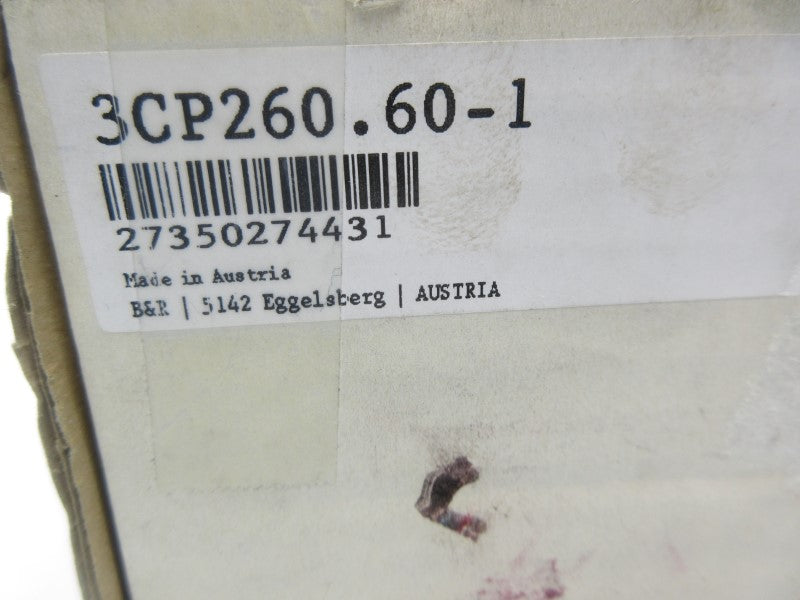 3CP260.60-1
27350274431
Made in Austria
B&R | 5142 Eggelsberg | AUSTRIA